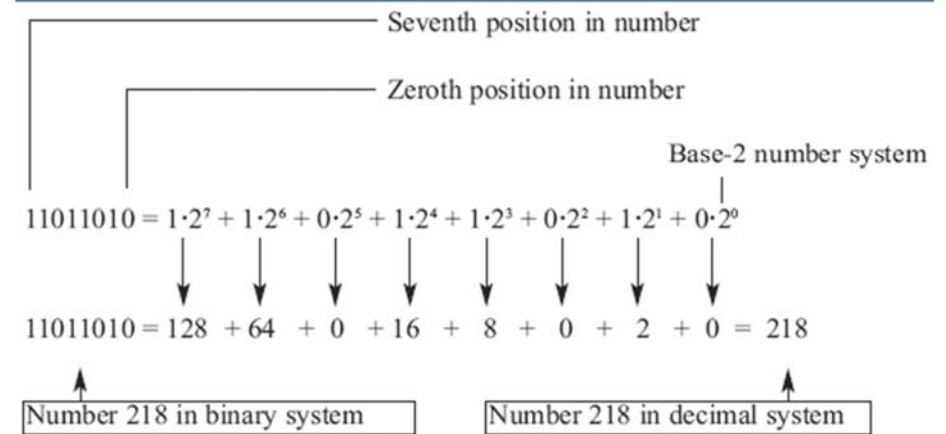 Seventh position in number
Zeroth position in number
Base-2 number system
11011010 = 1·2⁷ + 1·2⁶ + 0·2⁵ + 1·2⁴ + 1·2³ + 0·2² + 1·2¹ + 0·2⁰
11011010 = 128 + 64 + 0 + 16 + 8 + 0 + 2 + 0 = 218
Number 218 in binary system
Number 218 in decimal system